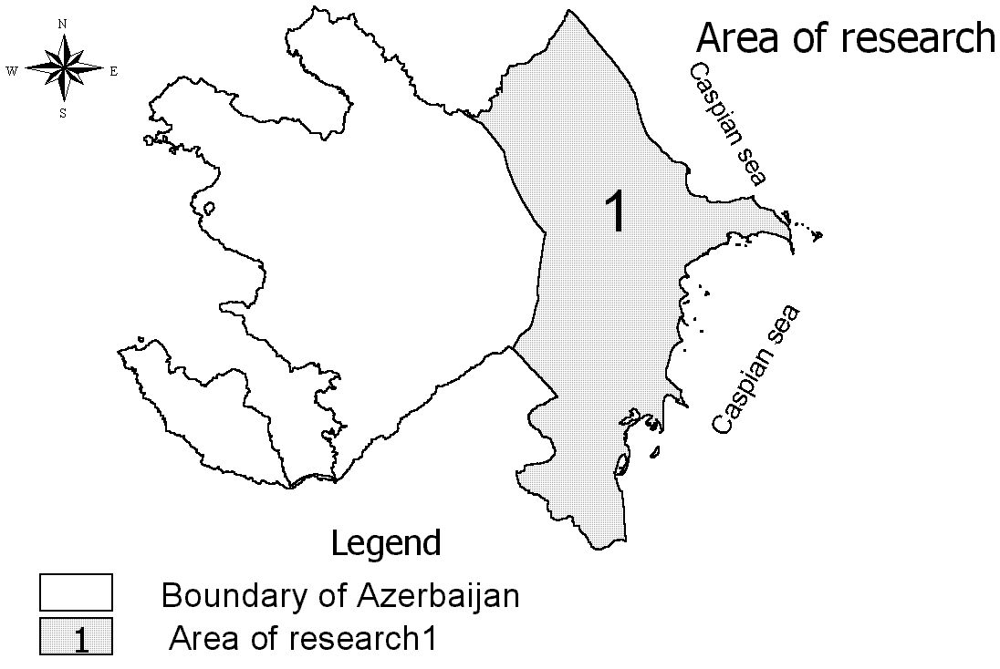 N
Area of research
W
E
S
Caspian sea
1
Caspian sea
Legend
Boundary of Azerbaijan
1
Area of research1